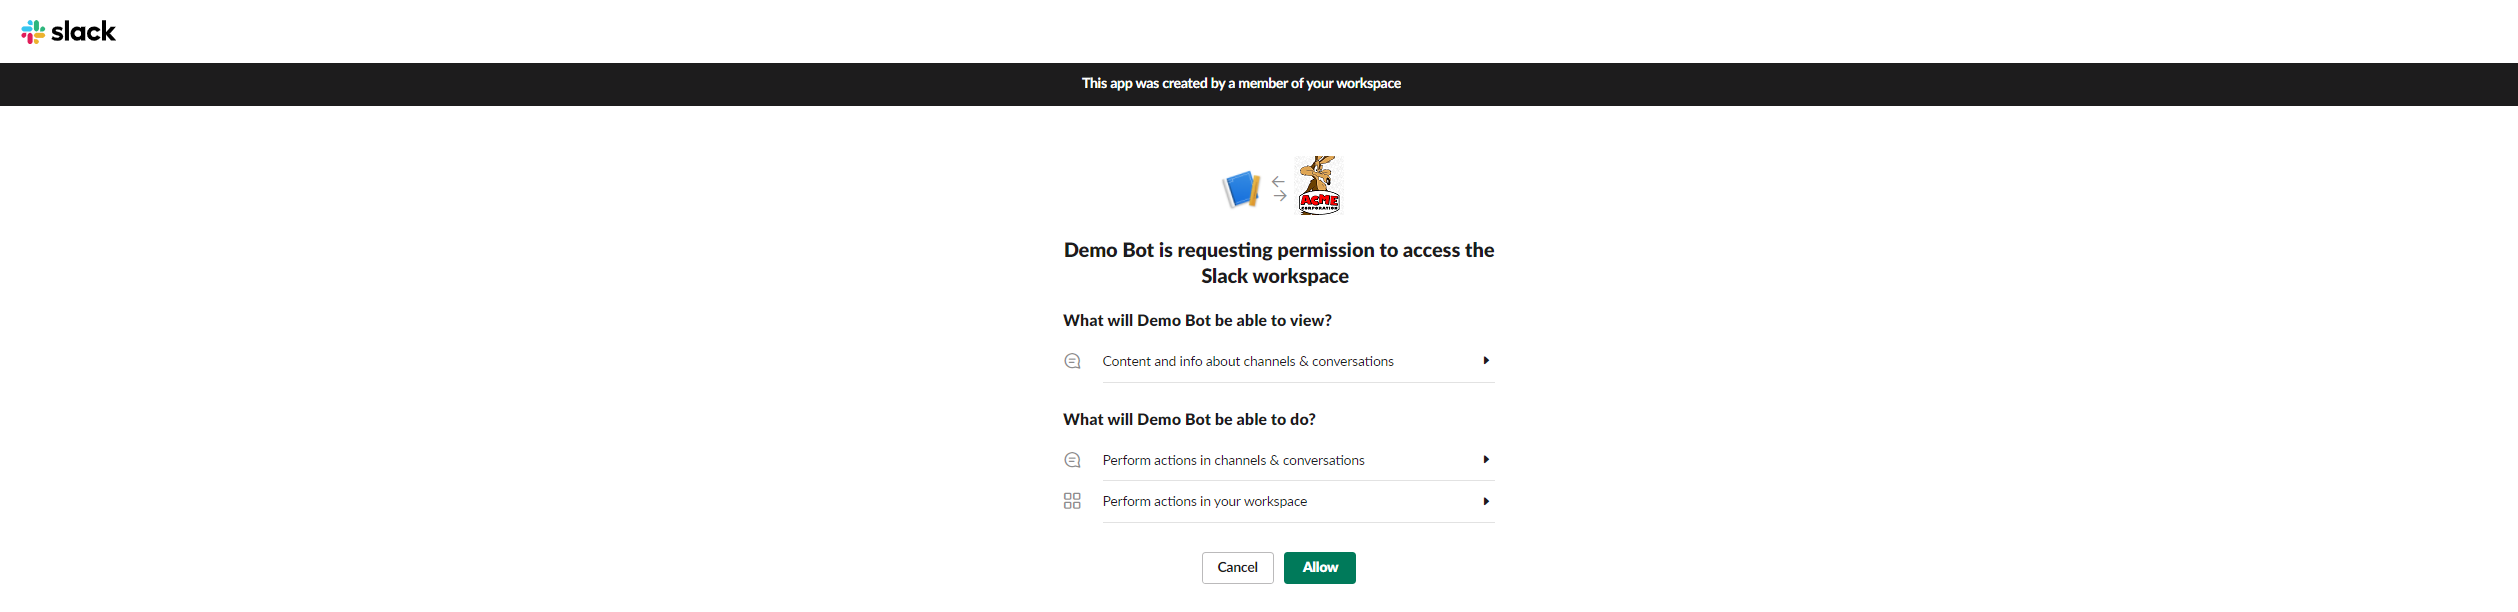 slack
This app was created by a member of your workspace
ACME
CORPORATION
Demo Bot is requesting permission to access the
Slack workspace
What will Demo Bot be able to view?
Content and info about channels & conversations
What will Demo Bot be able to do?
Perform actions in channels & conversations
Perform actions in your workspace
Cancel
Allow